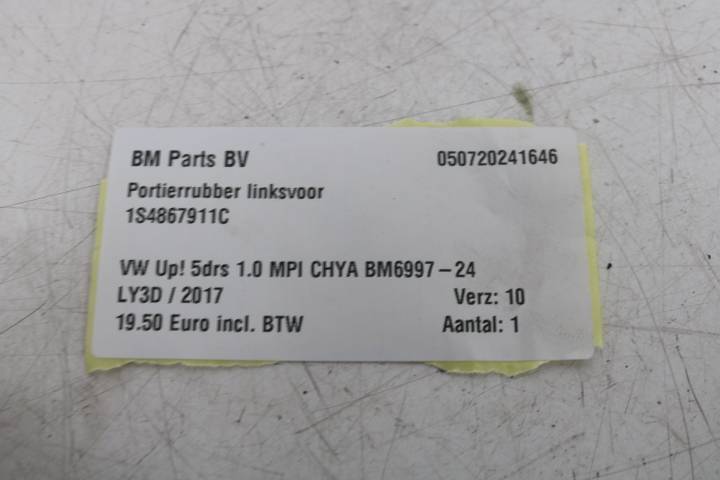 BM Parts BV 050720241646
Portierrubber linksvoor
1S4867911C
VW Up! 5drs 1.0 MPI CHYA BM6997-24
LY3D / 2017 Verz: 10
19.50 Euro incl. BTW Aantal: 1